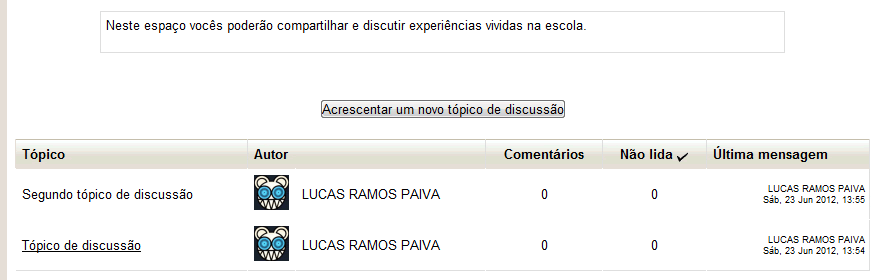 Neste espaço vocês poderão compartilhar e discutir experiências vividas na escola.
Acrescentar um novo tópico de discussão
Tópico Autor Comentários Não lida Última mensagem
Segundo tópico de discussão LUCAS RAMOS PAIVA 0 0 LUCAS RAMOS PAIVA
Sáb, 23 Jun 2012, 13:55
Tópico de discussão LUCAS RAMOS PAIVA 0 0 LUCAS RAMOS PAIVA
Sáb, 23 Jun 2012, 13:54